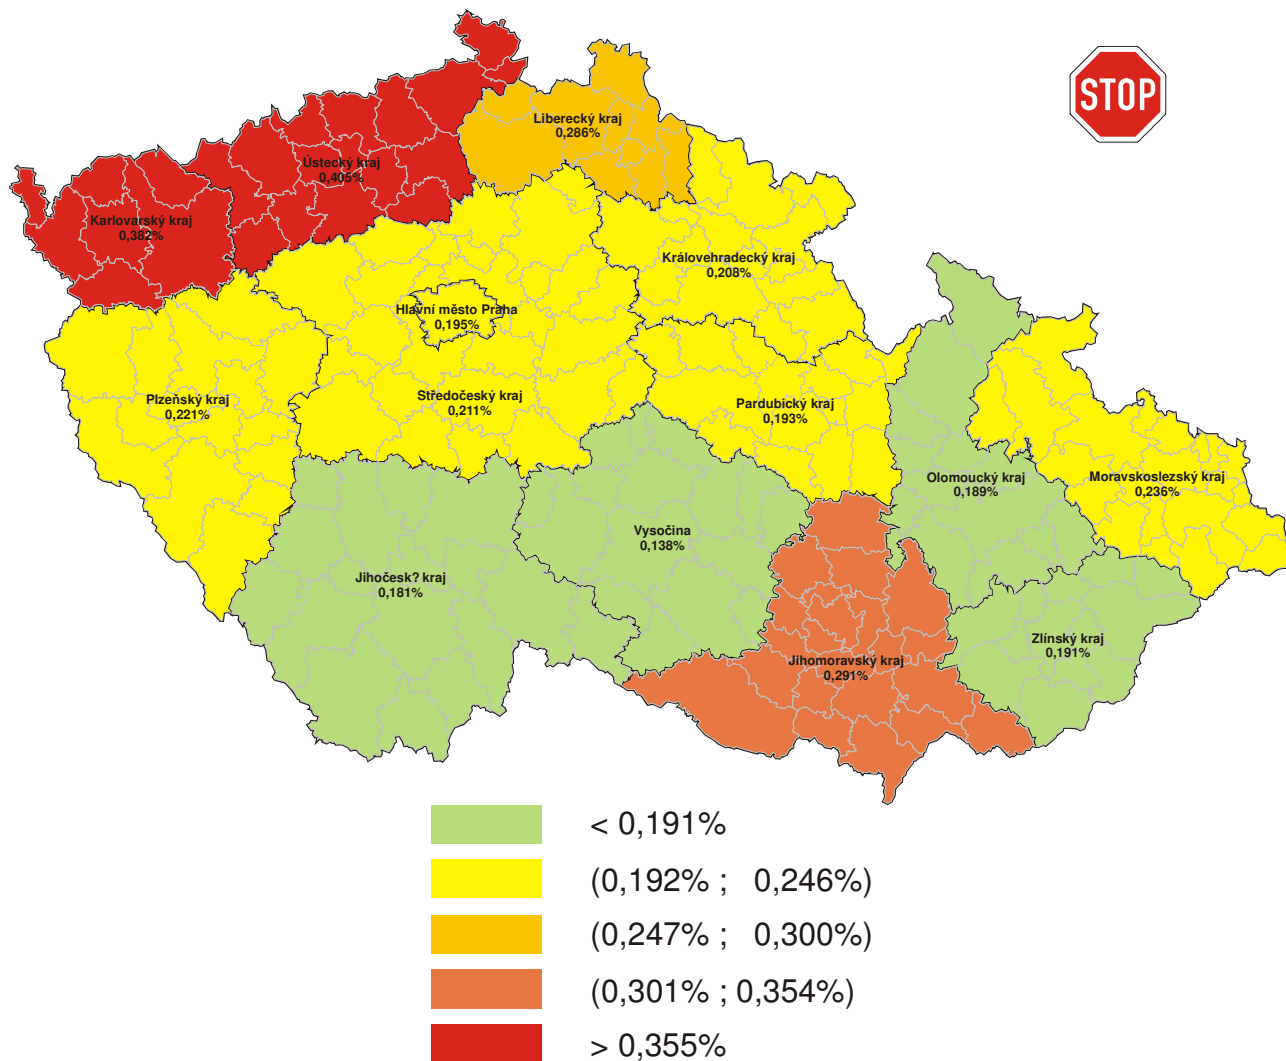 STOP
Liberecký kraj
0,286%
Ústecký kraj
0,405%
Karlovarský kraj
0,382%
Královehradecký kraj
0,208%
Hlavní město Praha
0,195%
Plzeňský kraj
0,221%
Středočeský kraj
0,211%
Pardubický kraj
0,193%
Olomoucký kraj
0,189%
Moravskoslezský kraj
0,236%
Vysočina
0,138%
Jihočesk? kraj
0,181%
Zlínský kraj
0,191%
Jihomoravský kraj
0,291%
< 0,191%
(0,192% ; 0,246%)
(0,247% ; 0,300%)
(0,301% ; 0,354%)
> 0,355%